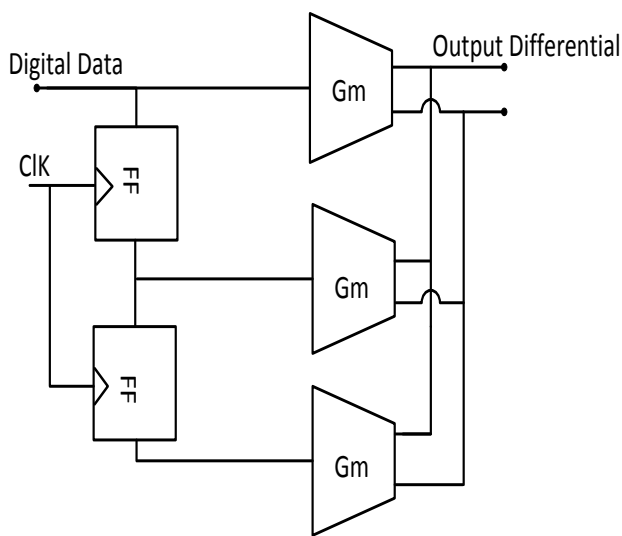 Output Differential
Digital Data
Gm
ClK
FF
Gm
FF
Gm